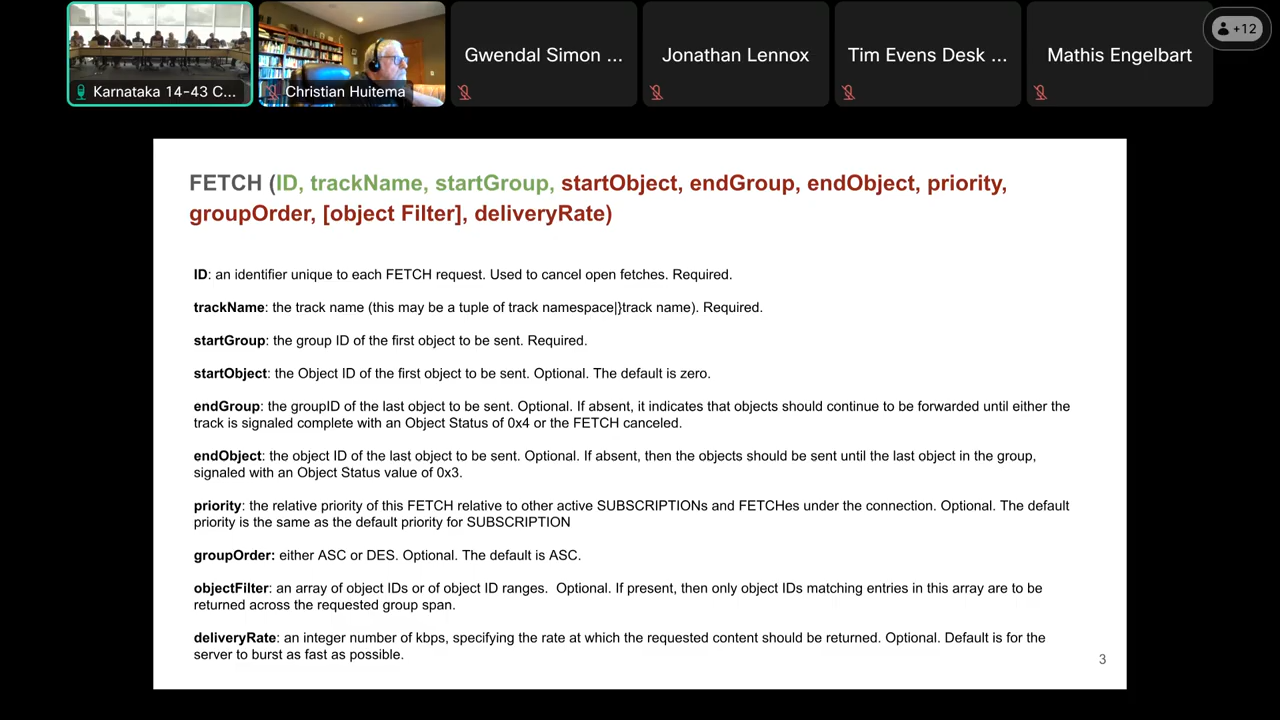 Karnataka 14-43 C...
Christian Huitema
Gwendal Simon ...
Jonathan Lennox
Tim Evens Desk ...
Mathis Engelbart
+12
FETCH (ID, trackName, startGroup, startObject, endGroup, endObject, priority,
groupOrder, [object Filter], deliveryRate)
ID: an identifier unique to each FETCH request. Used to cancel open fetches. Required.
trackName: the track name (this may be a tuple of track namespace|}track name). Required.
startGroup: the group ID of the first object to be sent. Required.
startObject: the Object ID of the first object to be sent. Optional. The default is zero.
endGroup: the groupID of the last object to be sent. Optional. If absent, it indicates that objects should continue to be forwarded until either the
track is signaled complete with an Object Status of 0x4 or the FETCH canceled.
endObject: the object ID of the last object to be sent. Optional. If absent, then the objects should be sent until the last object in the group,
signaled with an Object Status value of 0x3.
priority: the relative priority of this FETCH relative to other active SUBSCRIPTIONs and FETCHes under the connection. Optional. The default
priority is the same as the default priority for SUBSCRIPTION
groupOrder: either ASC or DES. Optional. The default is ASC.
objectFilter: an array of object IDs or of object ID ranges.  Optional. If present, then only object IDs matching entries in this array are to be
returned across the requested group span.
deliveryRate: an integer number of kbps, specifying the rate at which the requested content should be returned. Optional. Default is for the
server to burst as fast as possible.
3